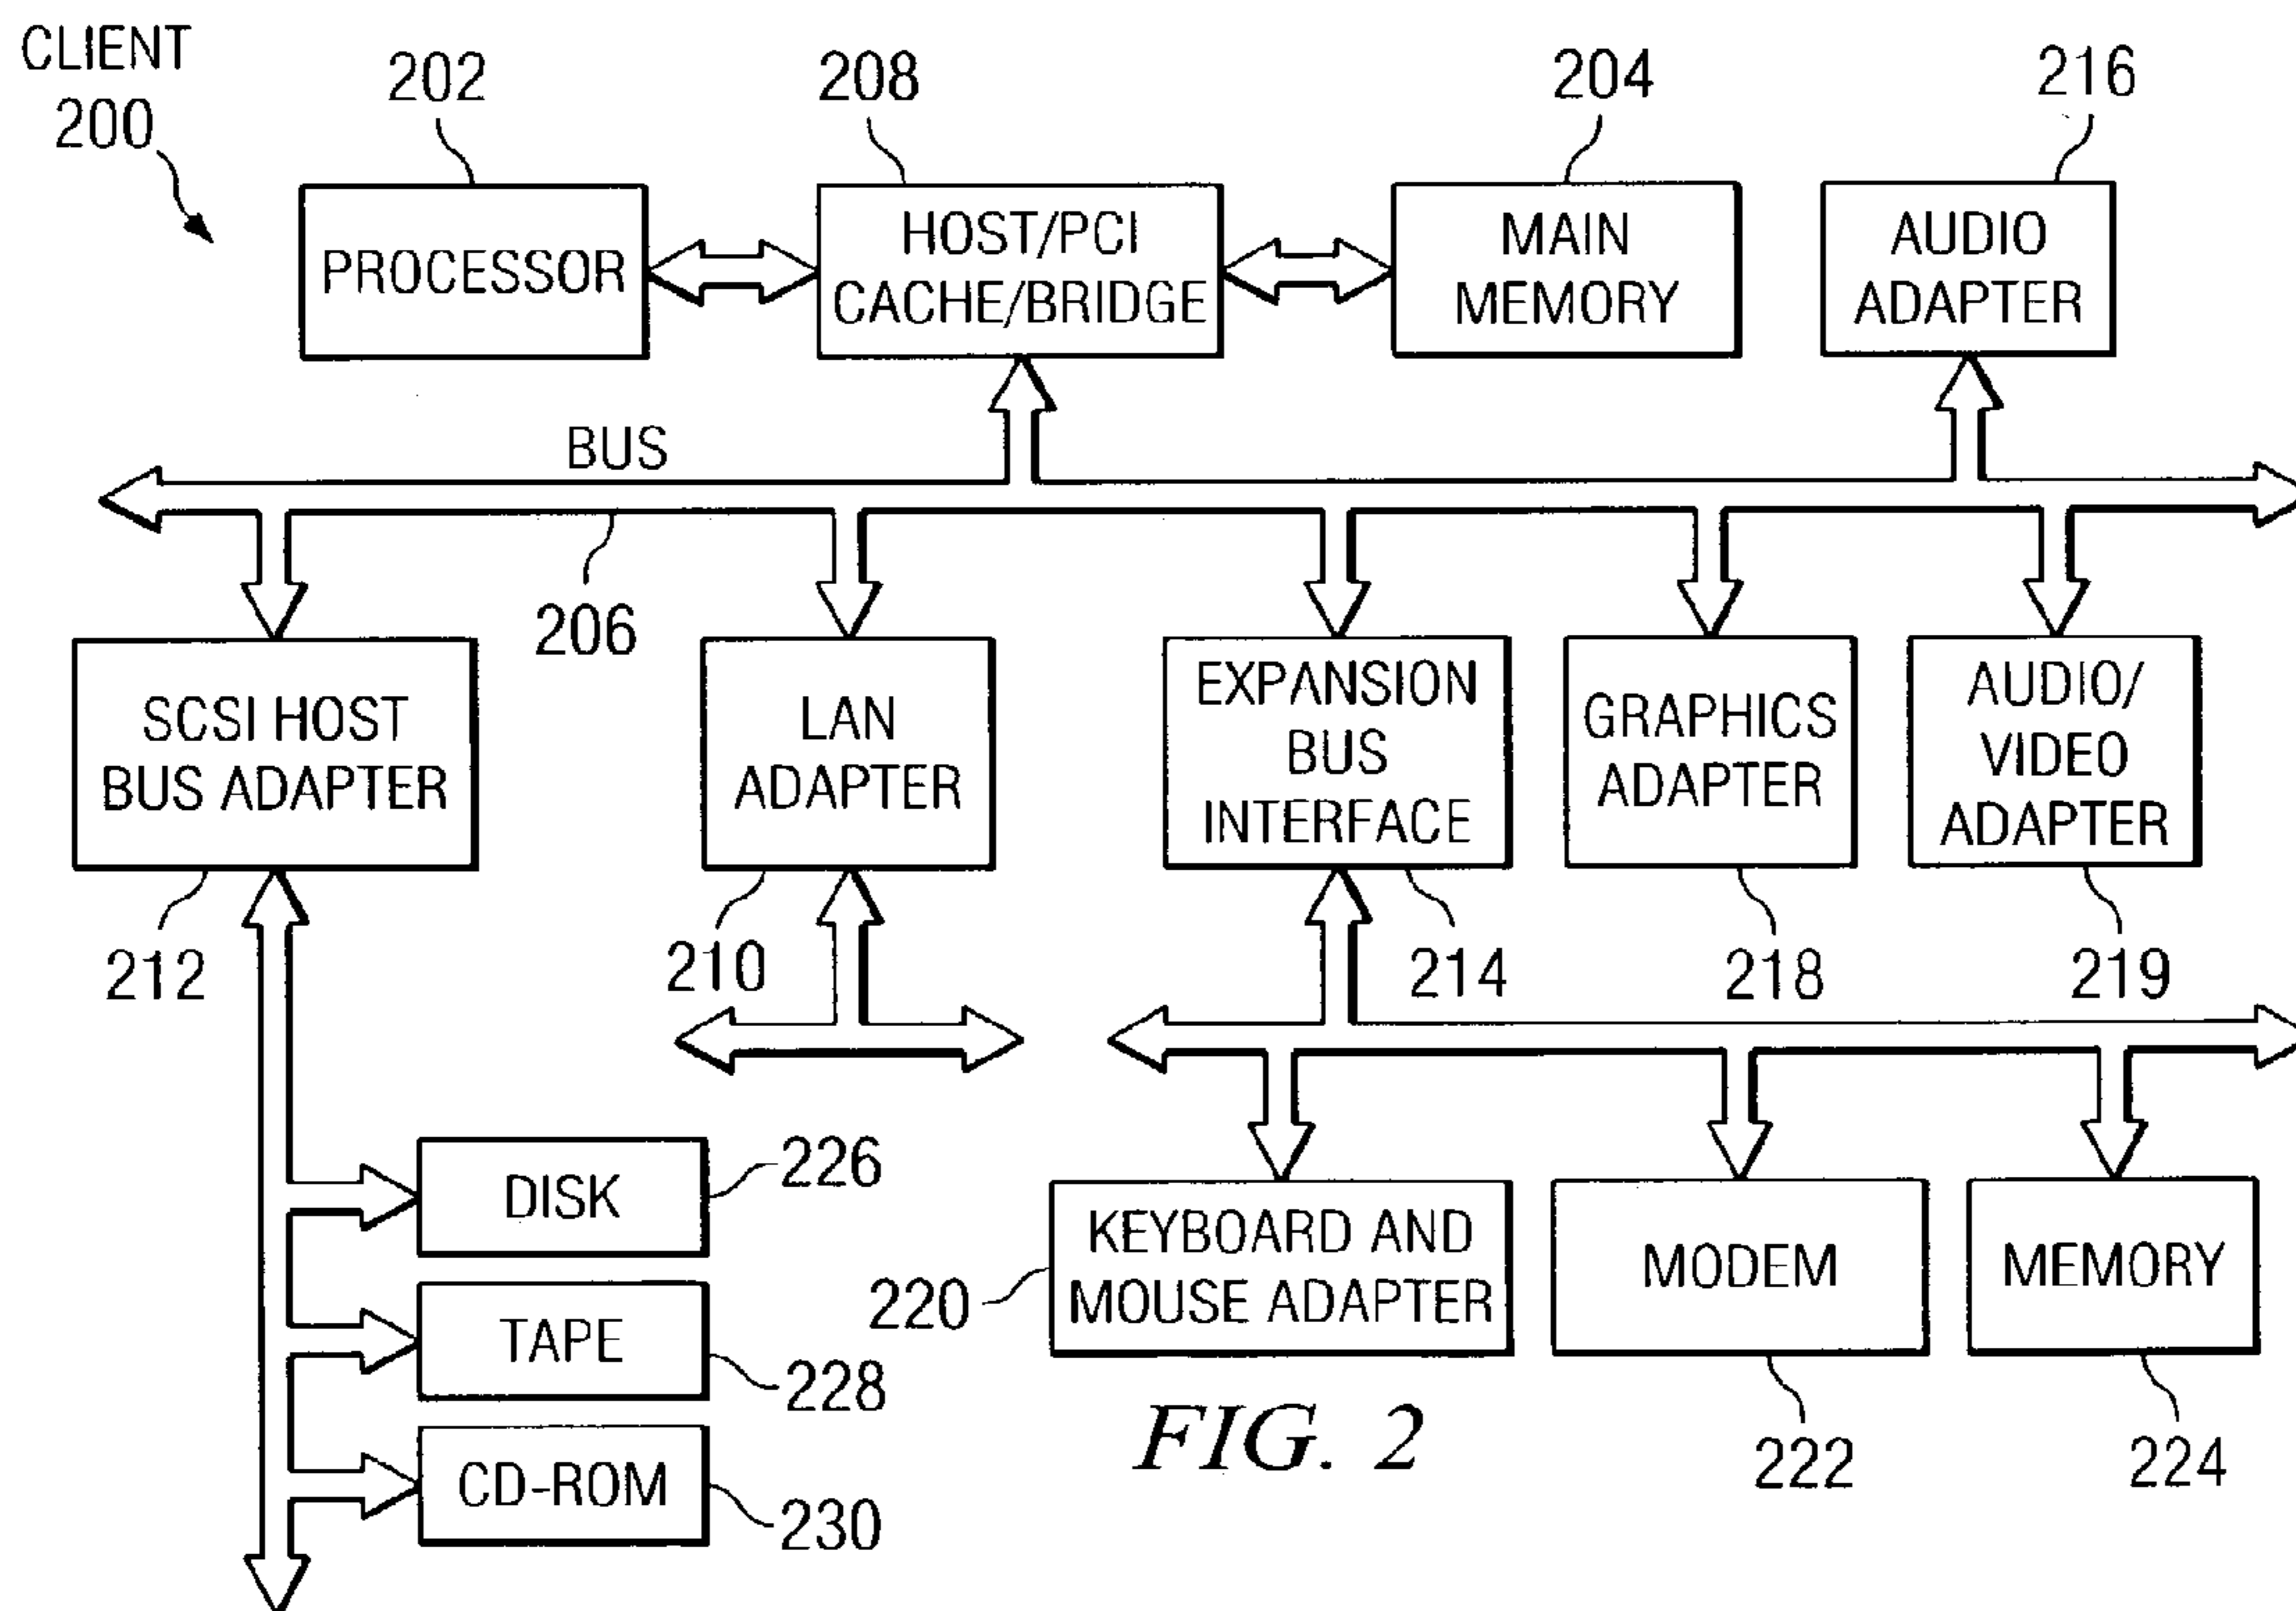 CLIENT
200
202
208
204
216
PROCESSOR
HOST/PCI
CACHE/BRIDGE
MAIN
MEMORY
AUDIO
ADAPTER
BUS
206
SCSI HOST
BUS ADAPTER
LAN
ADAPTER
EXPANSION
BUS
INTERFACE
GRAPHICS
ADAPTER
AUDIO/
VIDEO
ADAPTER
212
210
214
218
219
DISK
226
TAPE
228
CD-ROM
230
220
KEYBOARD AND
MOUSE ADAPTER
MODEM
MEMORY
222
224
FIG. 2